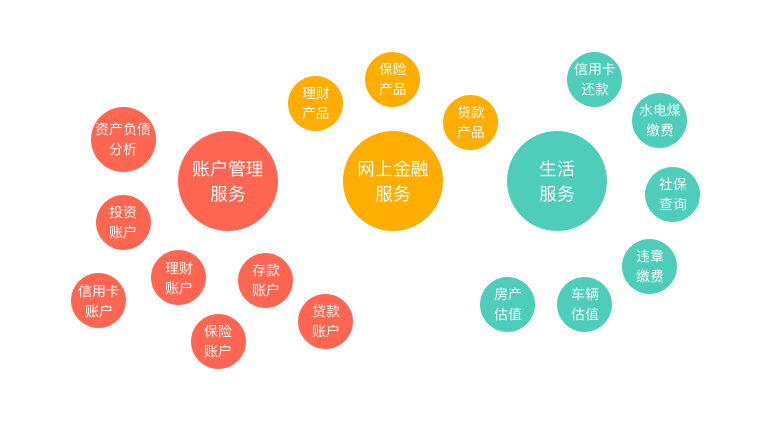 保险
产品
信用卡
还款
理财
产品
贷款
产品
水电煤
缴费
资产负债
分析
账户管理
服务
网上金融
服务
生活
服务
社保
查询
投资
账户
违章
缴费
理财
账户
存款
账户
信用卡
账户
房产
估值
车辆
估值
贷款
账户
保险
账户